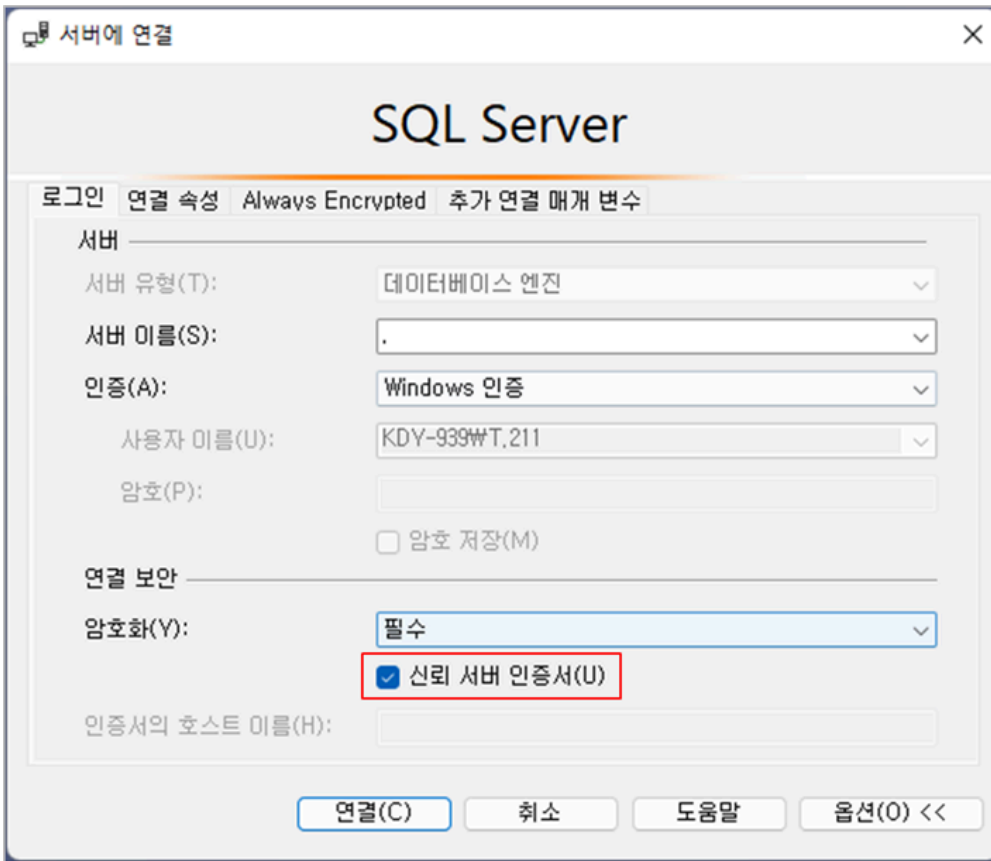 서버에 연결
SQL Server
로그인 연결 속성 Always Encrypted 추가 연결 매개 변수
서버
서버 유형(T): 데이터베이스 엔진
서버 이름(S): .
인증(A): Windows 인증
사용자 이름(U): KDY-939₩T.211
암호(P):
암호 저장(M)
연결 보안
암호화(Y): 필수
신뢰 서버 인증서(U)
인증서의 호스트 이름(H):
연결(C) 취소 도움말 옵션(O) <<